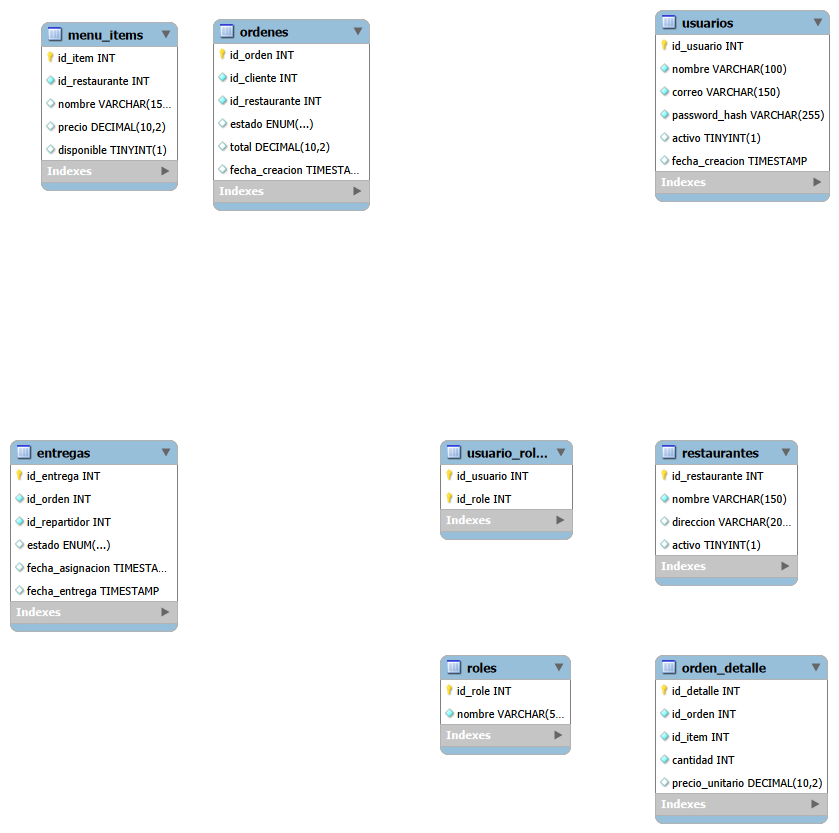 menu_items
id_item INT
id_restaurante INT
nombre VARCHAR(15...
precio DECIMAL(10,2)
disponible TINYINT(1)
Indexes
ordenes
id_orden INT
id_cliente INT
id_restaurante INT
estado ENUM(...)
total DECIMAL(10,2)
fecha_creacion TIMESTA...
Indexes
usuarios
id_usuario INT
nombre VARCHAR(100)
correo VARCHAR(150)
password_hash VARCHAR(255)
activo TINYINT(1)
fecha_creacion TIMESTAMP
Indexes
entregas
id_entrega INT
id_orden INT
id_repartidor INT
estado ENUM(...)
fecha_asignacion TIMESTA...
fecha_entrega TIMESTAMP
Indexes
usuario_rol...
id_usuario INT
id_role INT
Indexes
restaurantes
id_restaurante INT
nombre VARCHAR(150)
direccion VARCHAR(20...
activo TINYINT(1)
Indexes
roles
id_role INT
nombre VARCHAR(5...
Indexes
orden_detalle
id_detalle INT
id_orden INT
id_item INT
cantidad INT
precio_unitario DECIMAL(10,2)
Indexes